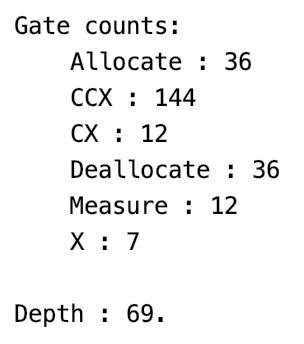 Gate counts:
Allocate : 36
CCX : 144
CX : 12
Deallocate : 36
Measure : 12
X : 7
Depth : 69.